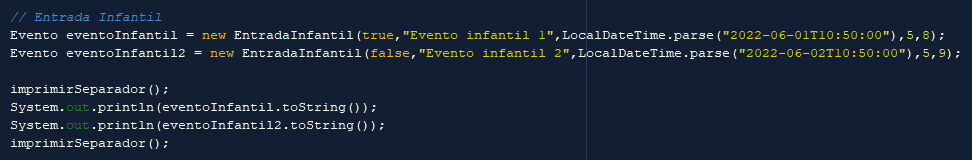 // Entrada Infantil
Evento eventoInfantil = new EntradaInfantil(true,"Evento infantil 1",LocalDateTime.parse("2022-06-01T10:50:00"),5,8);
Evento eventoInfantil2 = new EntradaInfantil(false,"Evento infantil 2",LocalDateTime.parse("2022-06-02T10:50:00"),5,9);
imprimirSeparador();
System.out.println(eventoInfantil.toString());
System.out.println(eventoInfantil2.toString());
imprimirSeparador();